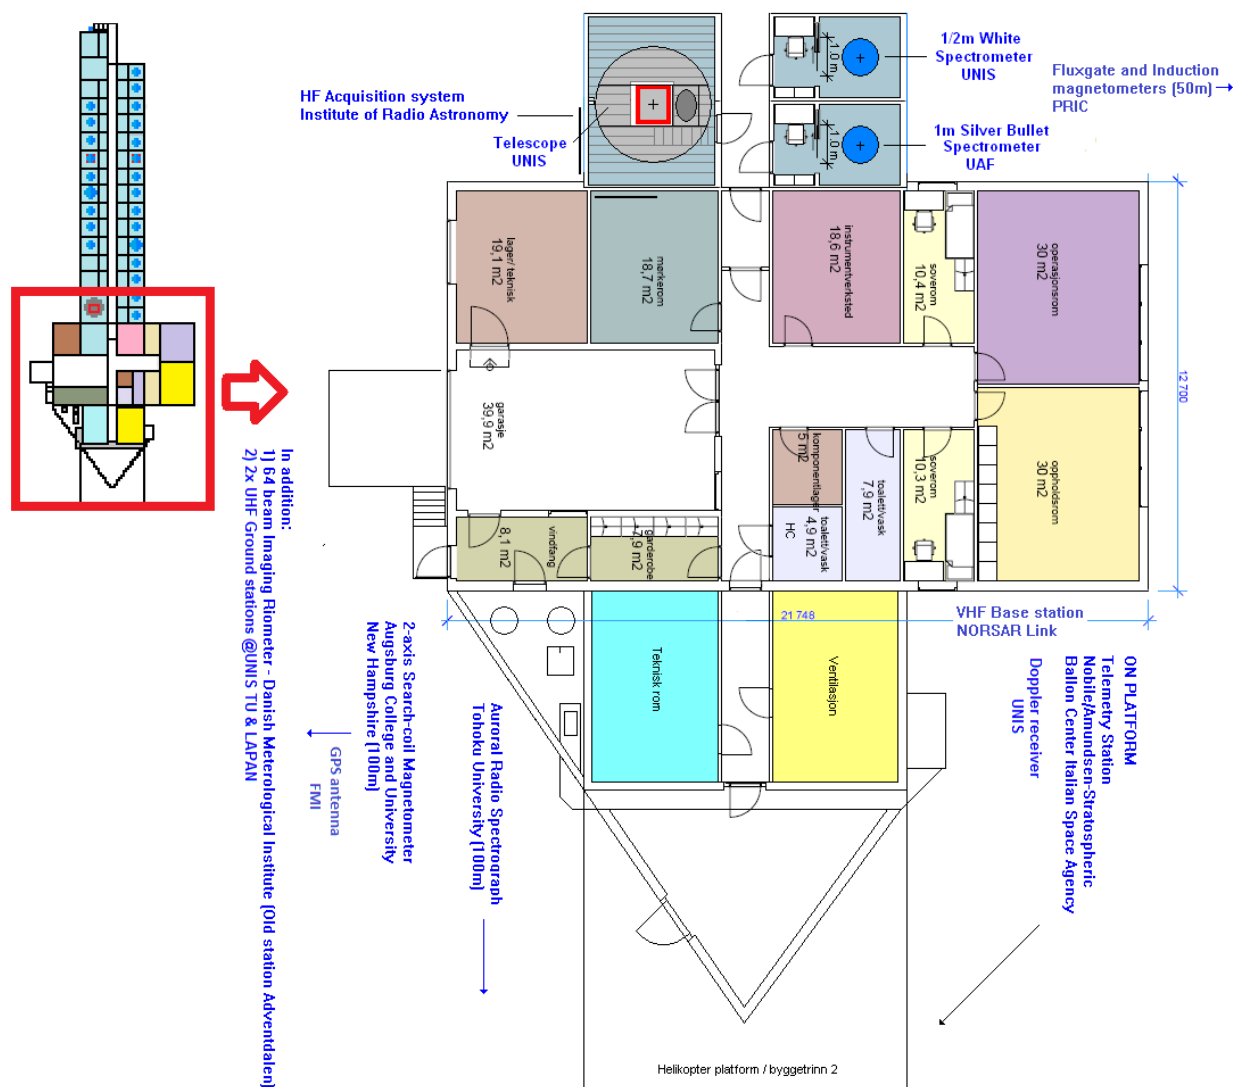 1/2m White
Spectrometer
UNIS
Fluxgate and Induction
magnetometers (50m)
PRIC
HF Acquisition system
Institute of Radio Astronomy
Telescope
UNIS
1m Silver Bullet
Spectrometer
UAF
1.0 m
1.0 m
lager/ teknisk
19,1 m2
mørkerom
18,7 m2
instrumentverksted
18,6 m2
soverom
10,4 m2
operasjonsrom
30 m2
12 700
garasje
39,9 m2
komponentlager
5 m2
toalett/vask
7,9 m2
soverom
10,3 m2
oppholdsrom
30 m2
toalett/vask
4,9 m2
HC
vindfang
8,1 m2
garderobe
7,9 m2
21 748
VHF Base station
NORSAR Link
Teknisk rom
Ventilasjon
In addition:
1) 64 beam Imaging Riometer - Danish Meterological Institute (Old station Adventdalen)
2) 2x UHF Ground stations @UNIS TU & LAPAN
GPS antenna
FMI
2-axis Search-coil Magnetometer
Augsburg College and University
New Hampshire (100m)
Auroral Radio Spectrograph
Tohoku University (100m)
ON PLATFORM
Telemetry Station
Nobile/Amundsen-Stratospheric
Ballon Center Italian Space Agency
Doppler receiver
UNIS
Helikopter platform / byggetrinn 2